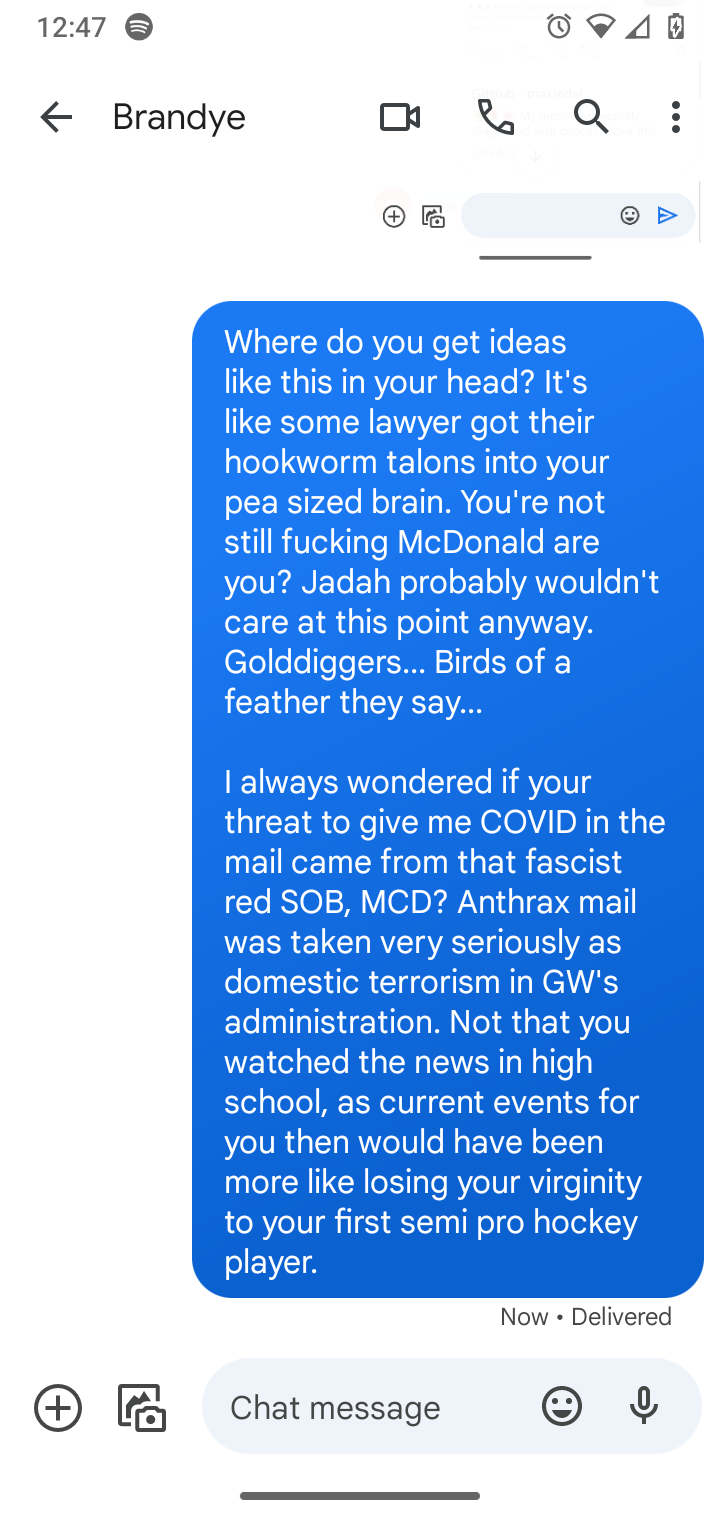 12:47
Brandye
Where do you get ideas
like this in your head? It's
like some lawyer got their
hookworm talons into your
pea sized brain. You're not
still fucking McDonald are
you? Jadah probably wouldn't
care at this point anyway.
Golddiggers... Birds of a
feather they say...
I always wondered if your
threat to give me COVID in the
mail came from that fascist
red SOB, MCD? Anthrax mail
was taken very seriously as
domestic terrorism in GW's
administration. Not that you
watched the news in high
school, as current events for
you then would have been
more like losing your virginity
to your first semi pro hockey
player.
Now • Delivered
Chat message